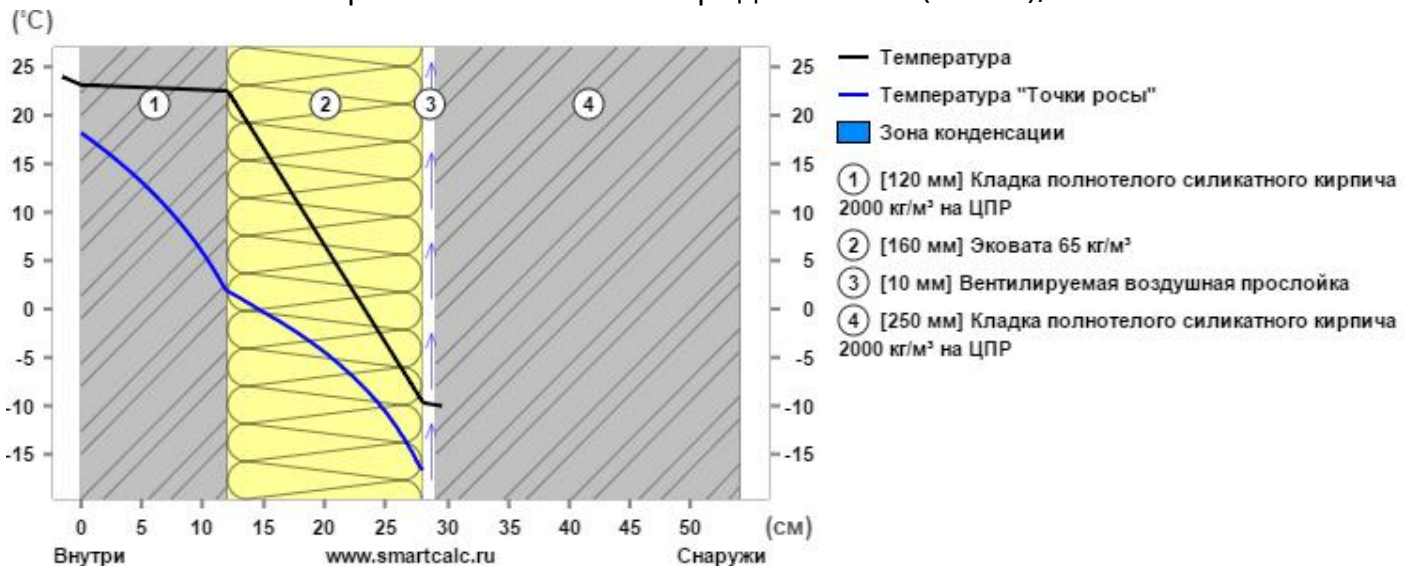 (°C)
25
20
15
10
5
0
-5
-10
-15
1
2
3
4
25
20
15
10
5
0
-5
-10
-15
0 5 10 15 20 25 30 35 40 45 50 (см)
Внутри www.smartcalc.ru Снаружи
Температура
Температура "Точки росы"
Зона конденсации
1 [120 мм] Кладка полнотелого силикатного кирпича
2000 кг/м³ на ЦПР
2 [160 мм] Эковата 65 кг/м³
3 [10 мм] Вентилируемая воздушная прослойка
4 [250 мм] Кладка полнотелого силикатного кирпича
2000 кг/м³ на ЦПР